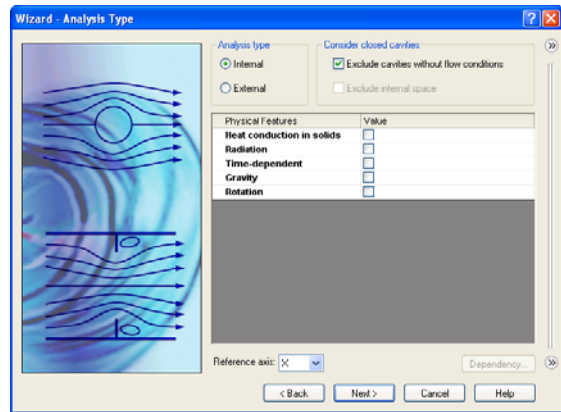 Wizard - Analysis Type
Analysis type
Internal
External
Consider closed cavities
Exclude cavities without flow conditions
Exclude internal space
Physical Features Value
Heat conduction in solids
Radiation
Time-dependent
Gravity
Rotation
Reference axis: X
Dependency...
< Back Next > Cancel Help